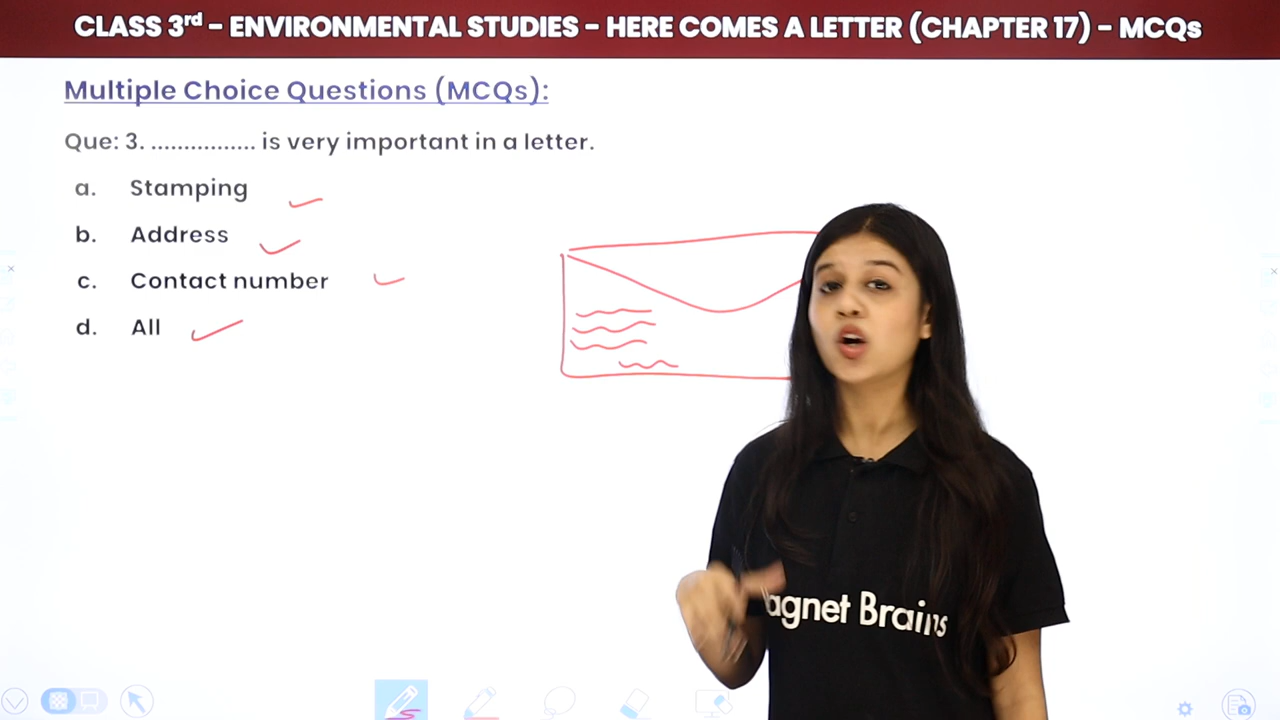 CLASS 3rd – ENVIRONMENTAL STUDIES – HERE COMES A LETTER (CHAPTER 17) – MCQs
Multiple Choice Questions (MCQs):
Que: 3. ................ is very important in a letter.
a. Stamping
b. Address
c. Contact number
d. All
agnet Brains